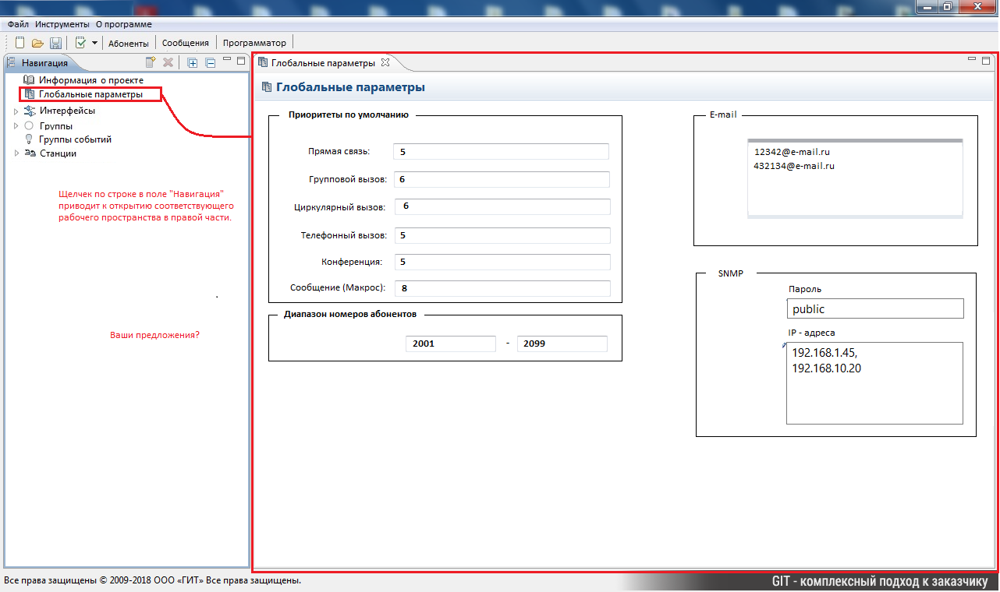 Файл Инструменты О программе
Абоненты Сообщения Программатор
Навигация
Информация о проекте
Глобальные параметры
Интерфейсы
Группы
Группы событий
Станции
Щелчек по строке в поле "Навигация"
приводит к открытию соответствующего
рабочего пространства в правой части.
Ваши предложения?
Глобальные параметры
Глобальные параметры
Приоритеты по умолчанию
Прямая связь: 5
Групповой вызов: 6
Циркулярный вызов: 6
Телефонный вызов: 5
Конференция: 5
Сообщение (Макрос): 8
Диапазон номеров абонентов
2001 - 2099
E-mail
12342@e-mail.ru
432134@e-mail.ru
SNMP
Пароль
public
IP - адреса
192.168.1.45,
192.168.10.20
Все права защищены © 2009-2018 ООО «ГИТ» Все права защищены.
GIT - комплексный подход к заказчику